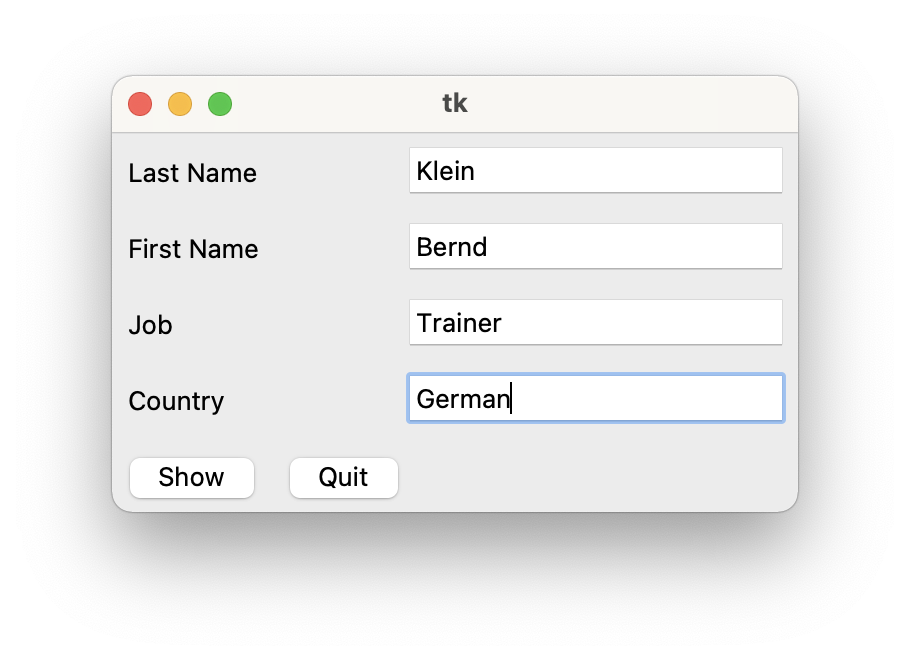 tk
Last Name Klein
First Name Bernd
Job Trainer
Country German
Show Quit